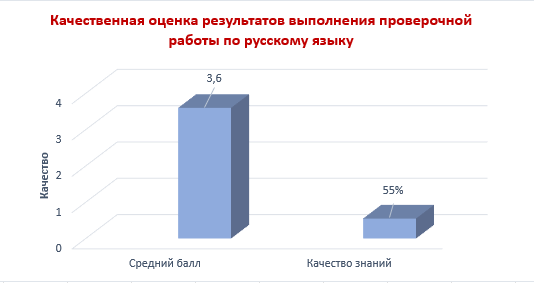 Качественная оценка результатов выполнения проверочной
работы по русскому языку
3,6
4
3
2
1
0
55%
Качество
Средний балл
Качество знаний